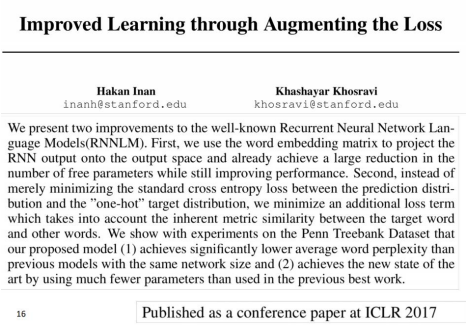 Improved Learning through Augmenting the Loss
Hakan Inan
Khashayar Khosravi
inanh@stanford.edu
khosravi@stanford.edu
We present two improvements to the well-known Recurrent Neural Network Lan-
guage Models(RNNLM). First, we use the word embedding matrix to project the
RNN output onto the output space and already achieve a large reduction in the
number of free parameters while still improving performance. Second, instead of
merely minimizing the standard cross entropy loss between the prediction distri-
bution and the "one-hot" target distribution, we minimize an additional loss term
which takes into account the inherent metric similarity between the target word
and other words. We show with experiments on the Penn Treebank Dataset that
our proposed model (1) achieves significantly lower average word perplexity than
previous models with the same network size and (2) achieves the new state of the
art by using much fewer parameters than used in the previous best work.
16
Published as a conference paper at ICLR 2017